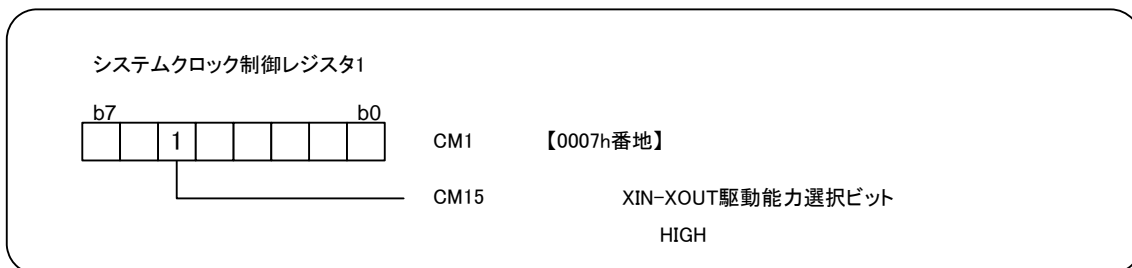 システムクロック制御レジスタ1
b7 b0
1
CM1 【0007h番地】
CM15 XIN-XOUT駆動能力選択ビット
HIGH